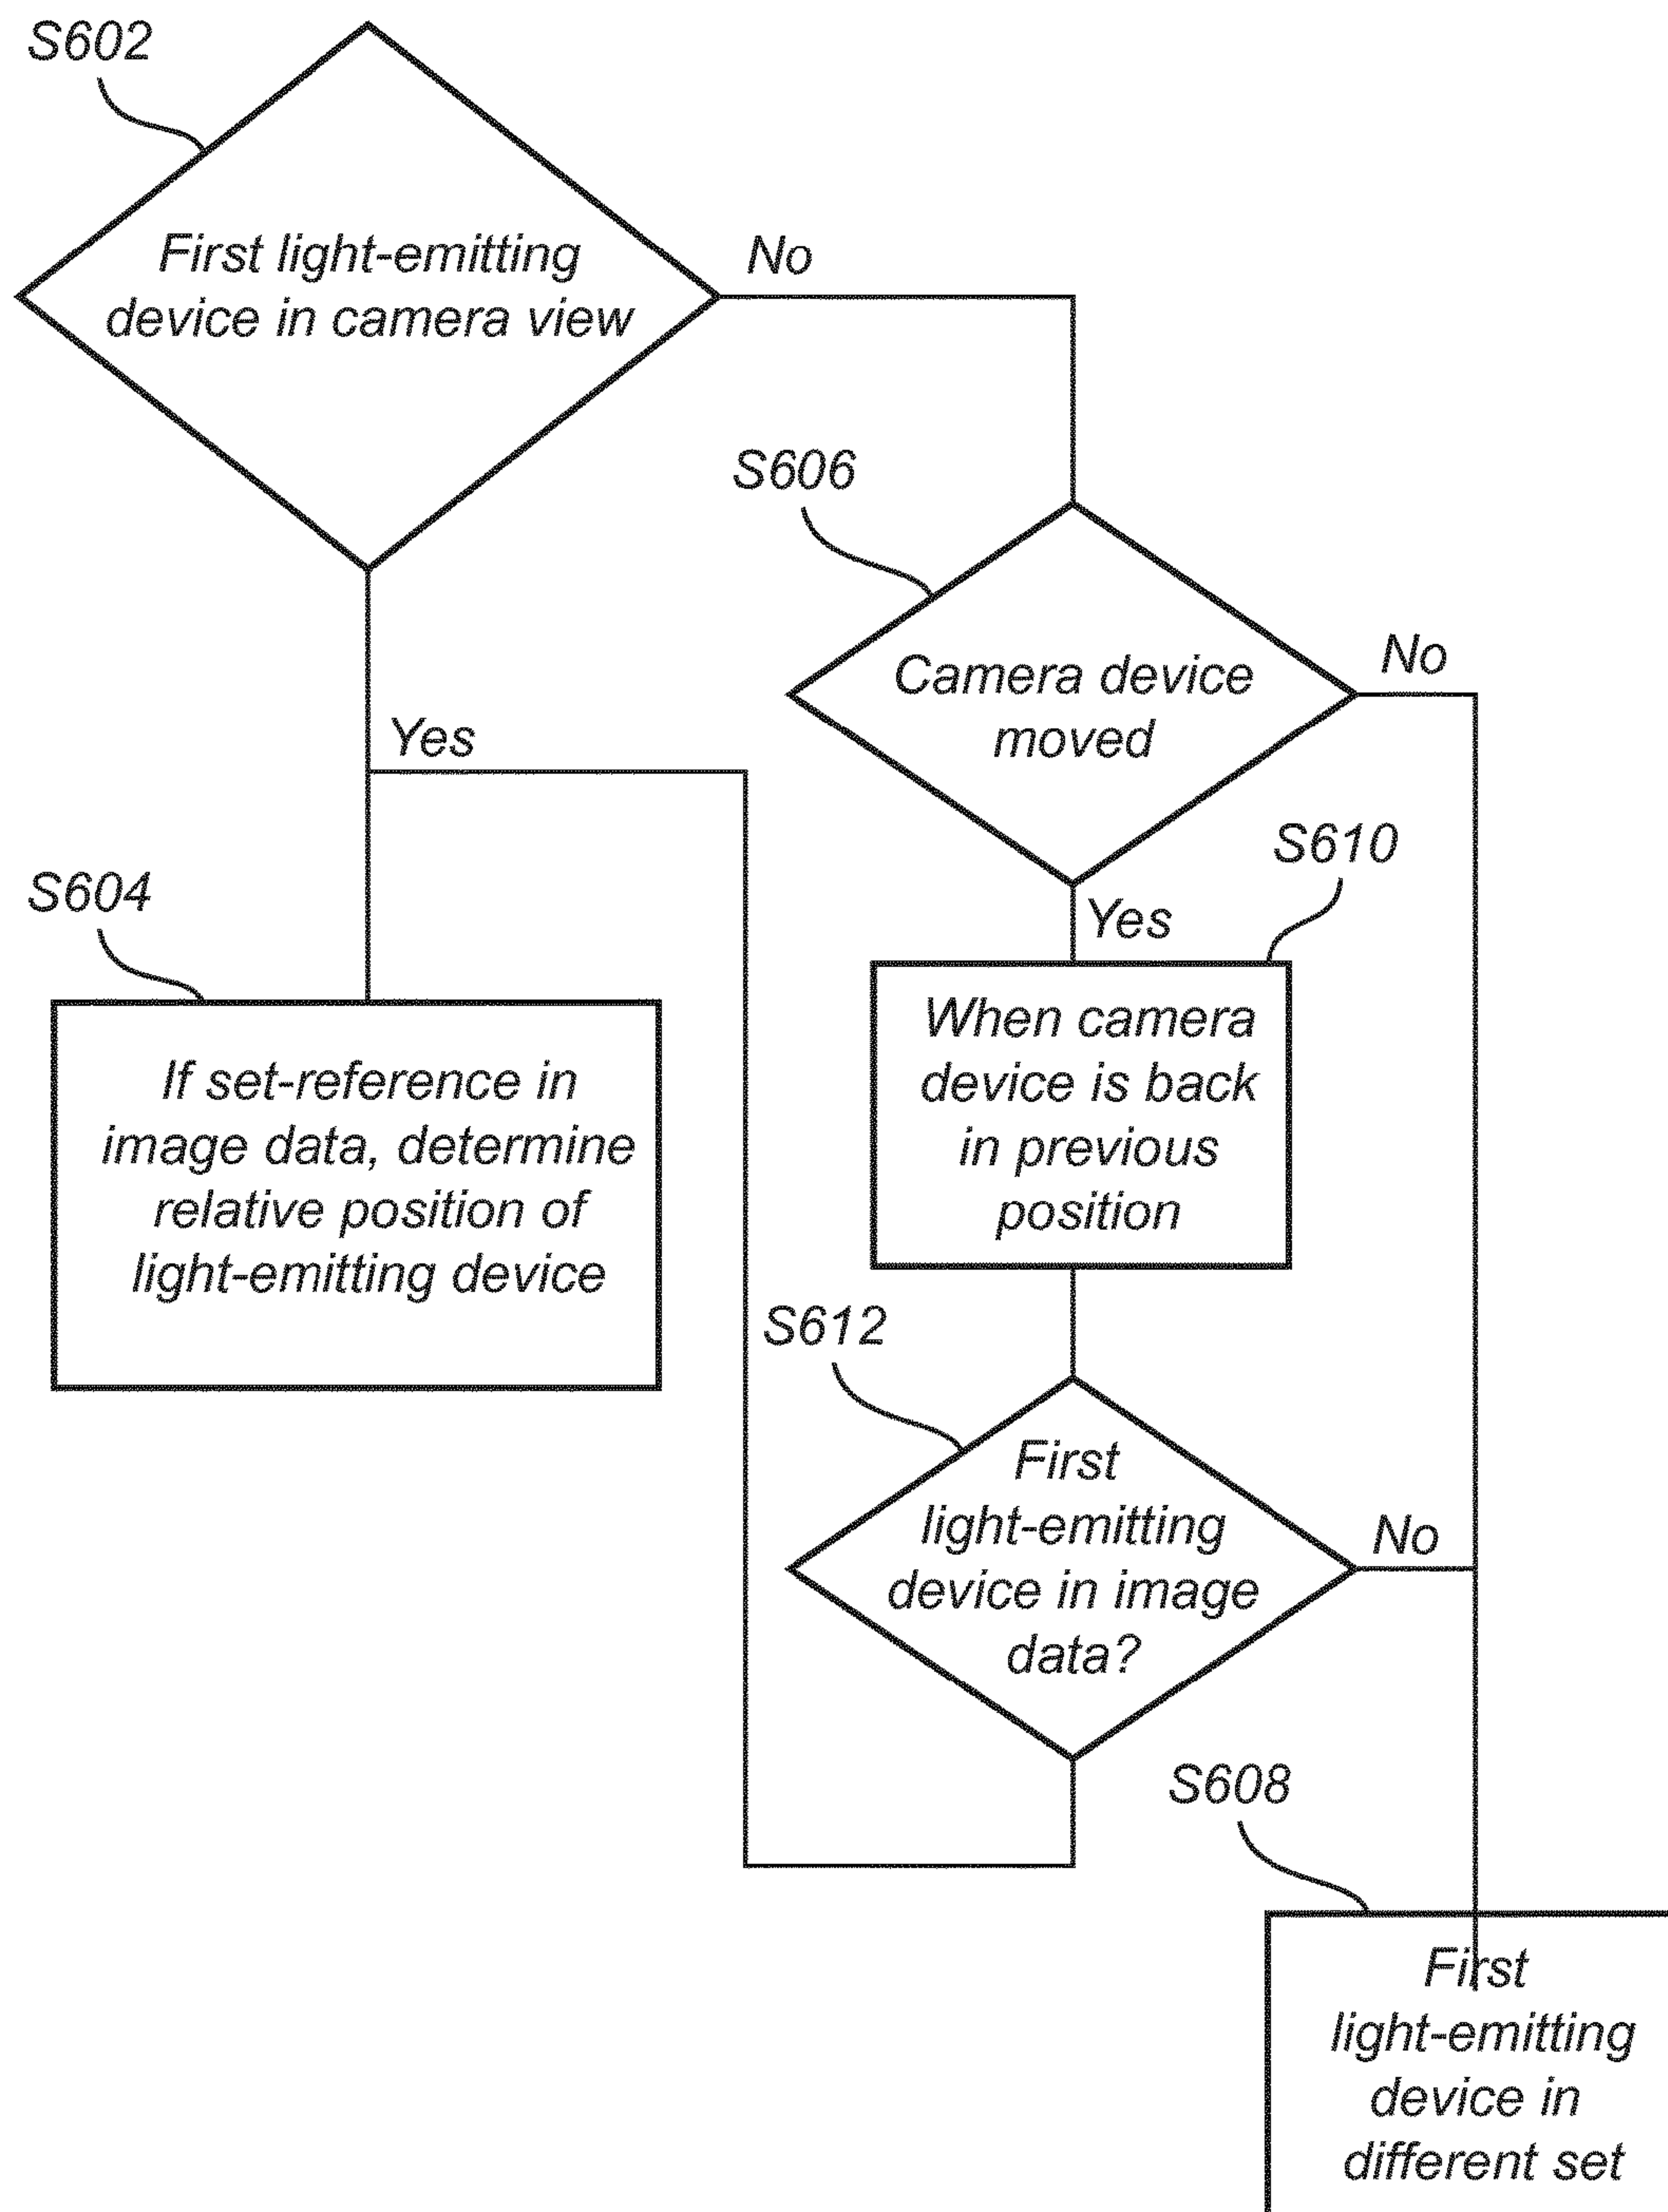 S602
First light-emitting
device in camera view
No
S606
Camera device
moved
No
Yes
S604
If set-reference in
image data, determine
relative position of
light-emitting device
S610
Yes
When camera
device is back
in previous
position
S612
First
light-emitting
device in image
data?
No
S608
First
light-emitting
device in
different set